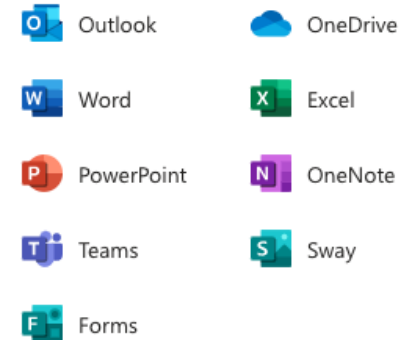 Outlook
OneDrive
Word
Excel
PowerPoint
OneNote
Teams
Sway
Forms